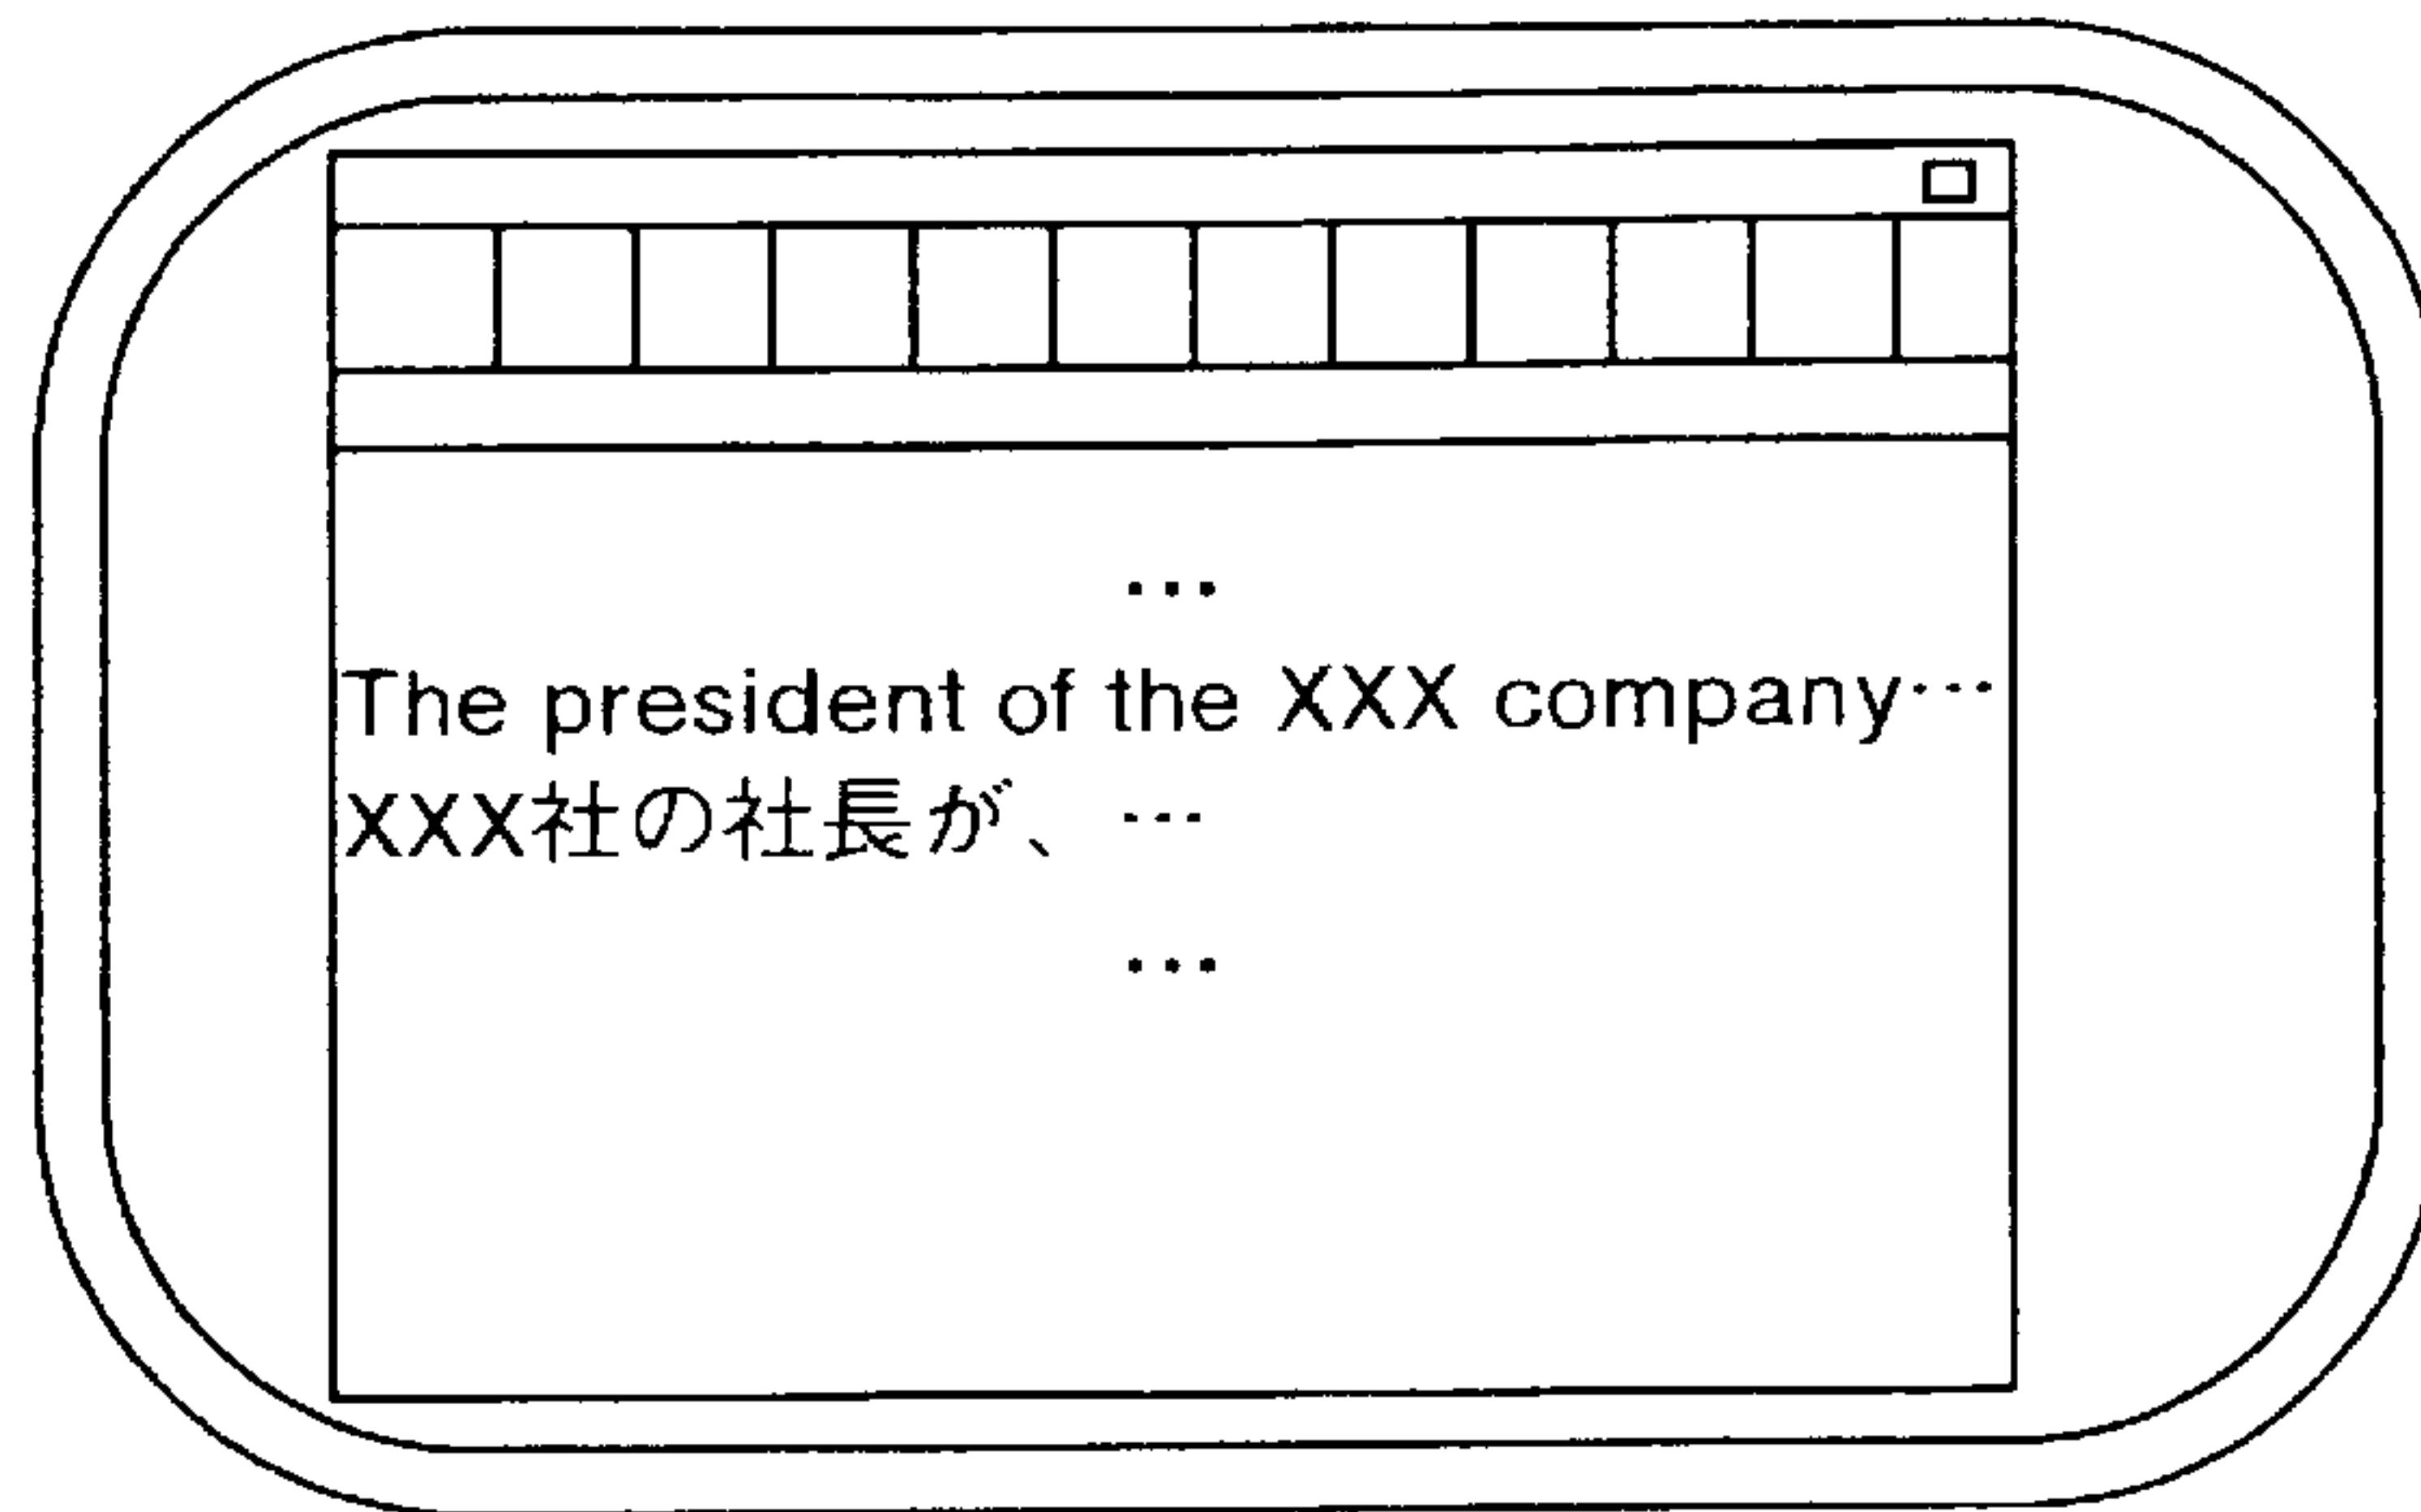 …
The president of the XXX company…
XXX社の社長が、…
…